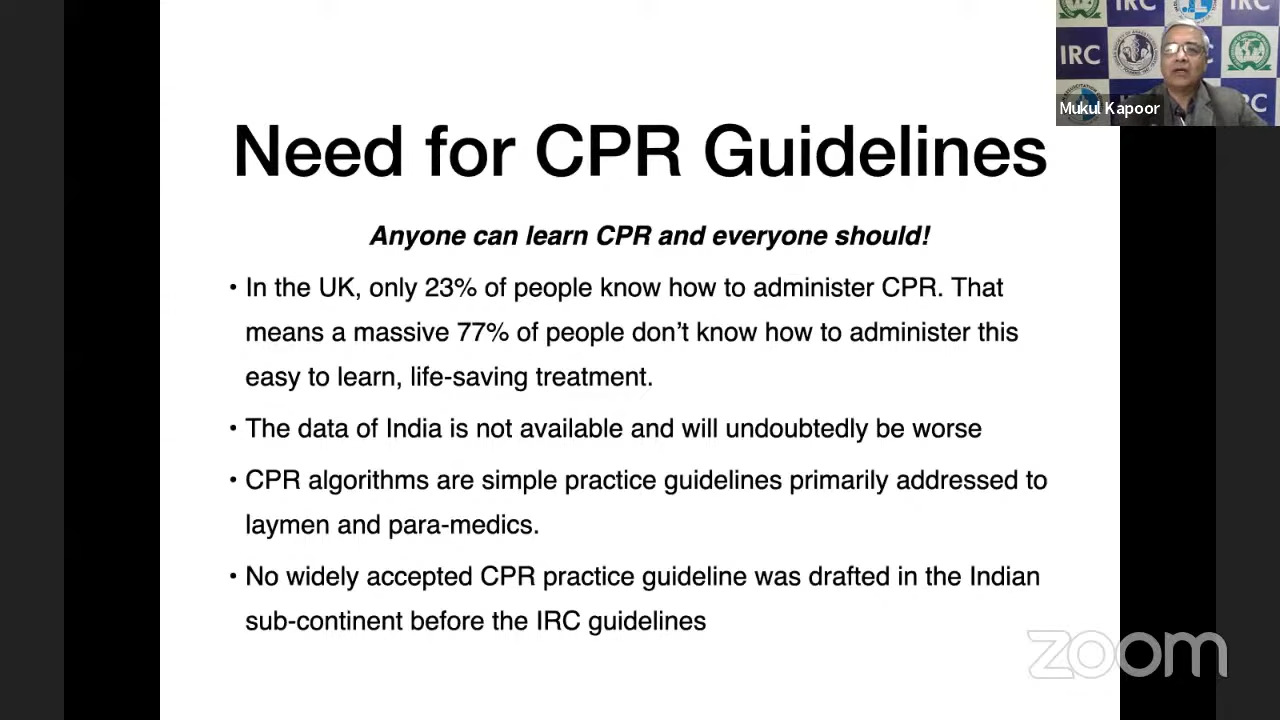 IRC
IRC
IRC
Mukul Kapoor
Need for CPR Guidelines
Anyone can learn CPR and everyone should!
• In the UK, only 23% of people know how to administer CPR. That
means a massive 77% of people don’t know how to administer this
easy to learn, life-saving treatment.
• The data of India is not available and will undoubtedly be worse
• CPR algorithms are simple practice guidelines primarily addressed to
laymen and para-medics.
• No widely accepted CPR practice guideline was drafted in the Indian
sub-continent before the IRC guidelines
zoom